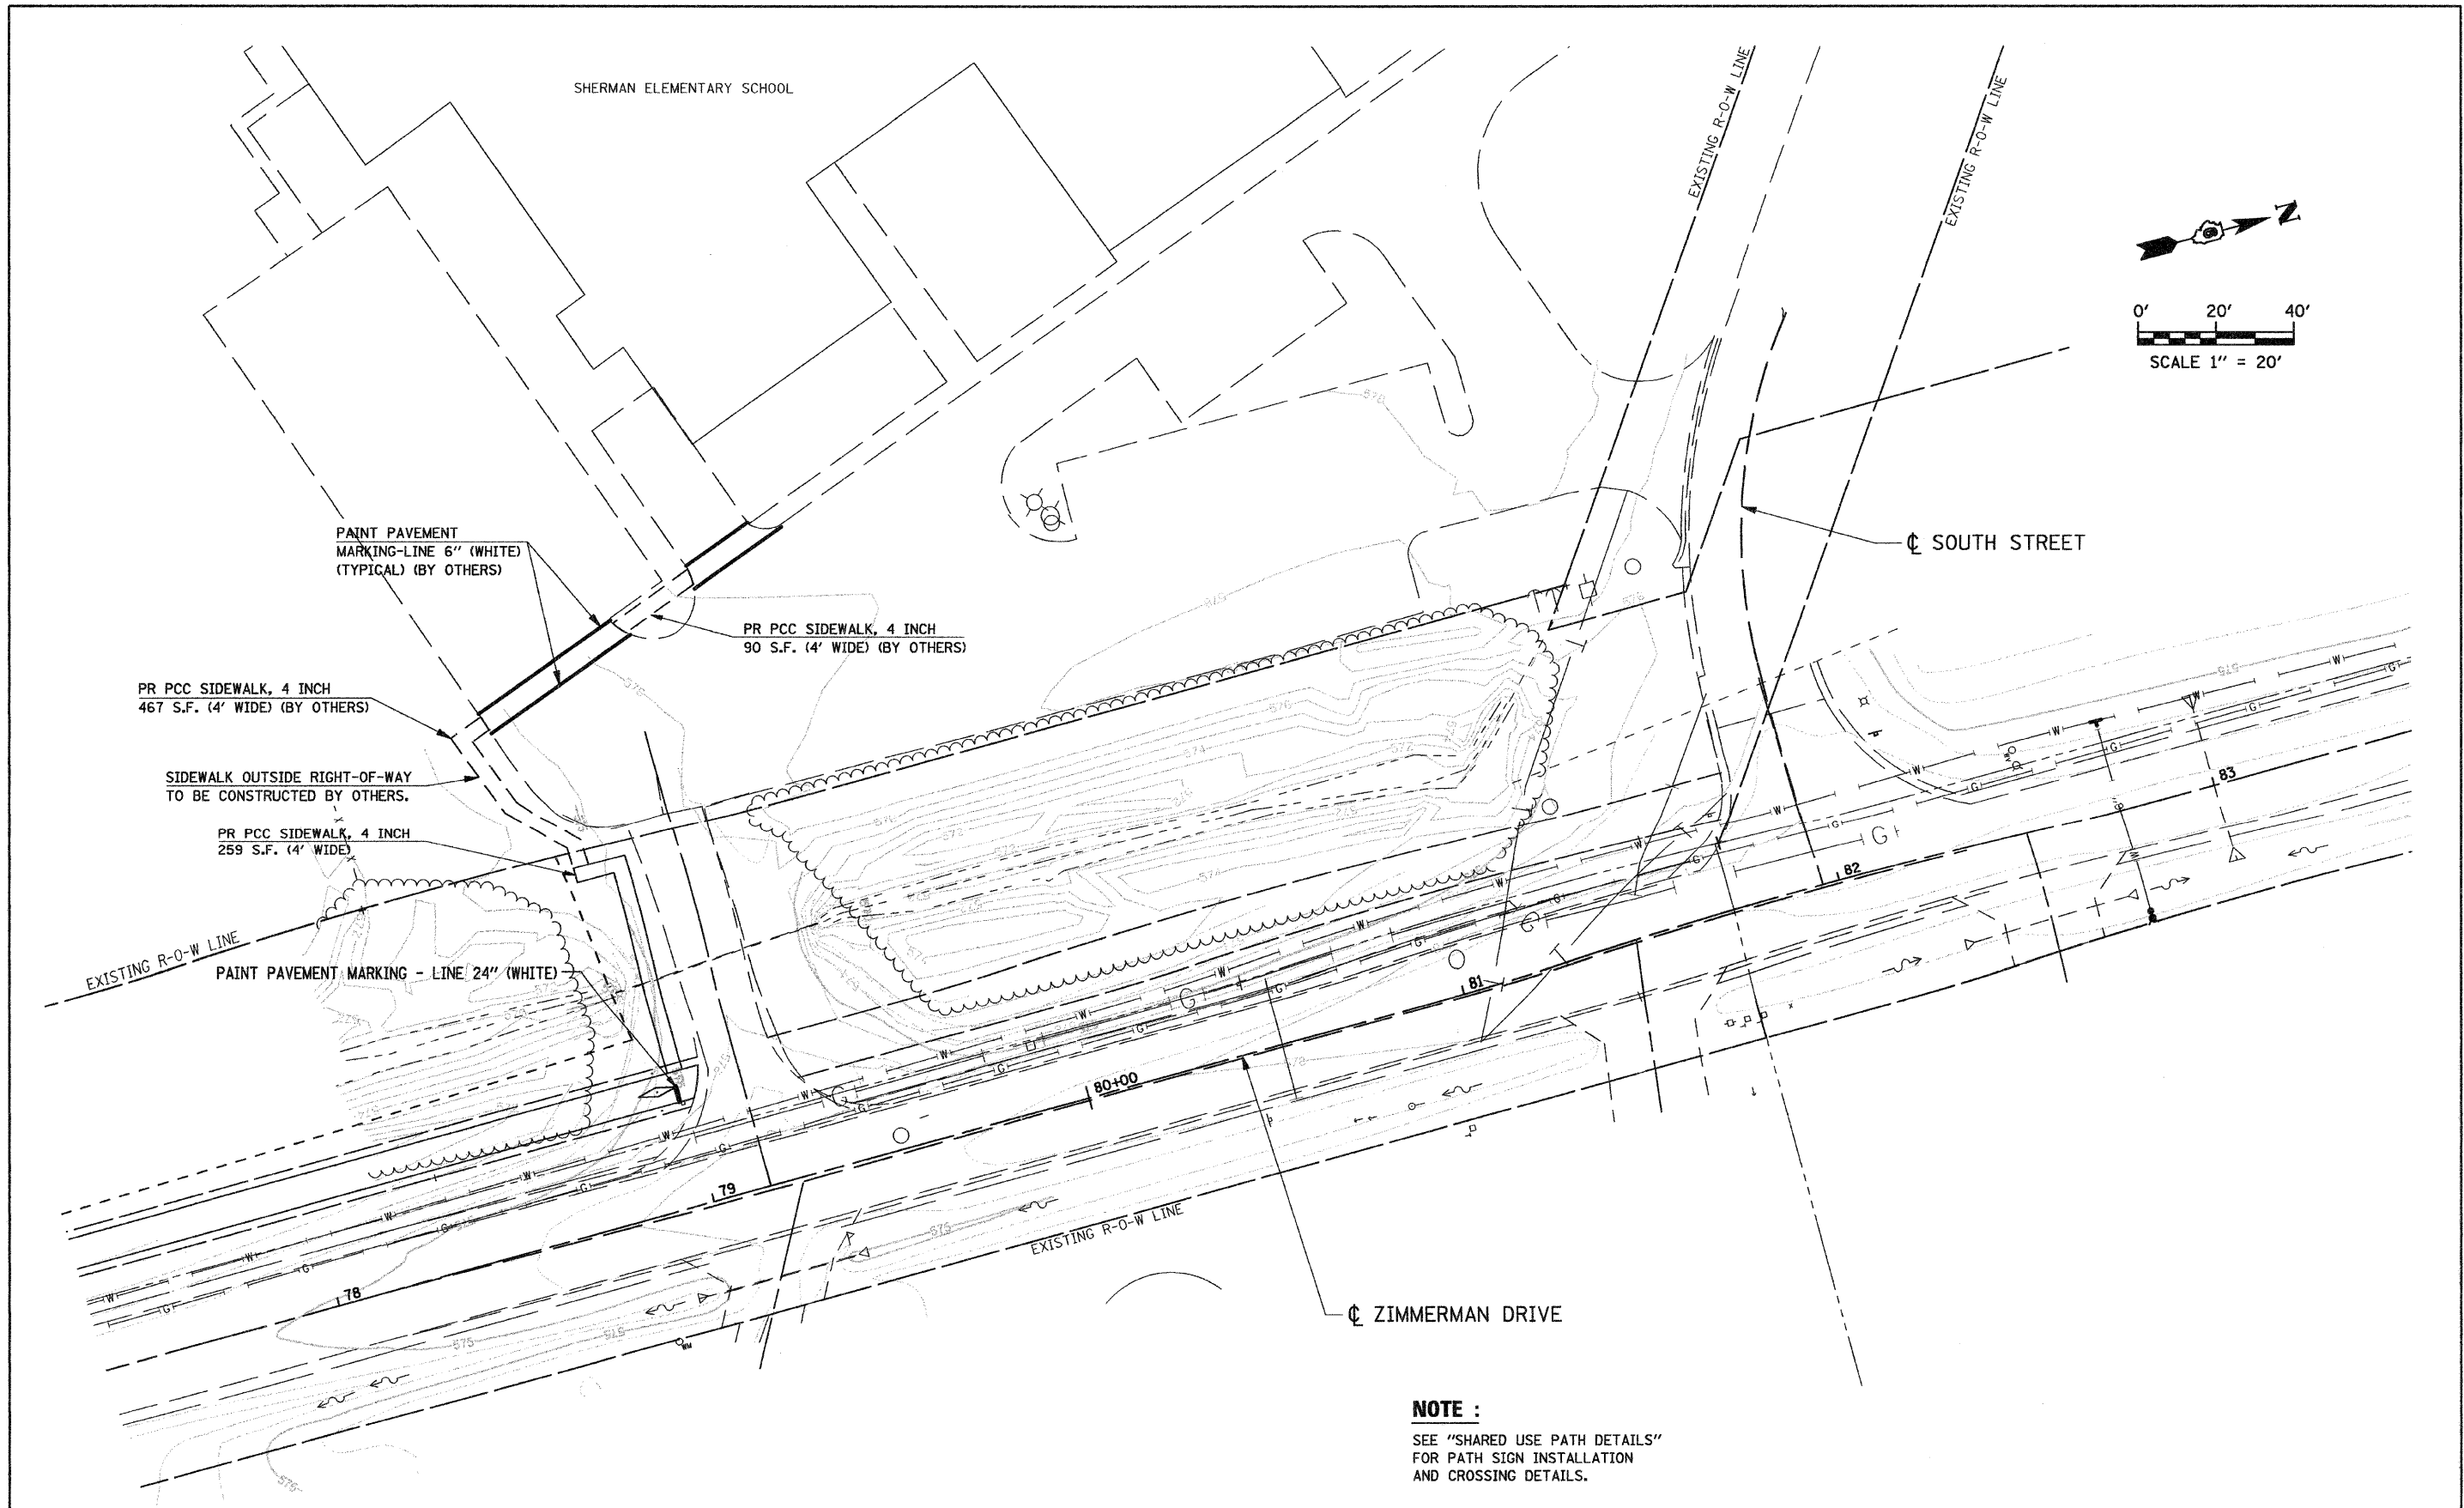 SHERMAN ELEMENTARY SCHOOL
EXISTING R-O-W LINE
EXISTING R-O-W LINE
N
0' 20' 40'
SCALE 1" = 20'
PAINT PAVEMENT
MARKING-LINE 6" (WHITE)
(TYPICAL) (BY OTHERS)
℄ SOUTH STREET
PR PCC SIDEWALK, 4 INCH
90 S.F. (4' WIDE) (BY OTHERS)
PR PCC SIDEWALK, 4 INCH
467 S.F. (4' WIDE) (BY OTHERS)
SIDEWALK OUTSIDE RIGHT-OF-WAY
TO BE CONSTRUCTED BY OTHERS.
PR PCC SIDEWALK, 4 INCH
259 S.F. (4' WIDE)
EXISTING R-O-W LINE
PAINT PAVEMENT MARKING - LINE 24" (WHITE)
78
79
80+00
81
82
83
EXISTING R-O-W LINE
℄ ZIMMERMAN DRIVE
575
575
576
NOTE :
SEE "SHARED USE PATH DETAILS"
FOR PATH SIGN INSTALLATION
AND CROSSING DETAILS.